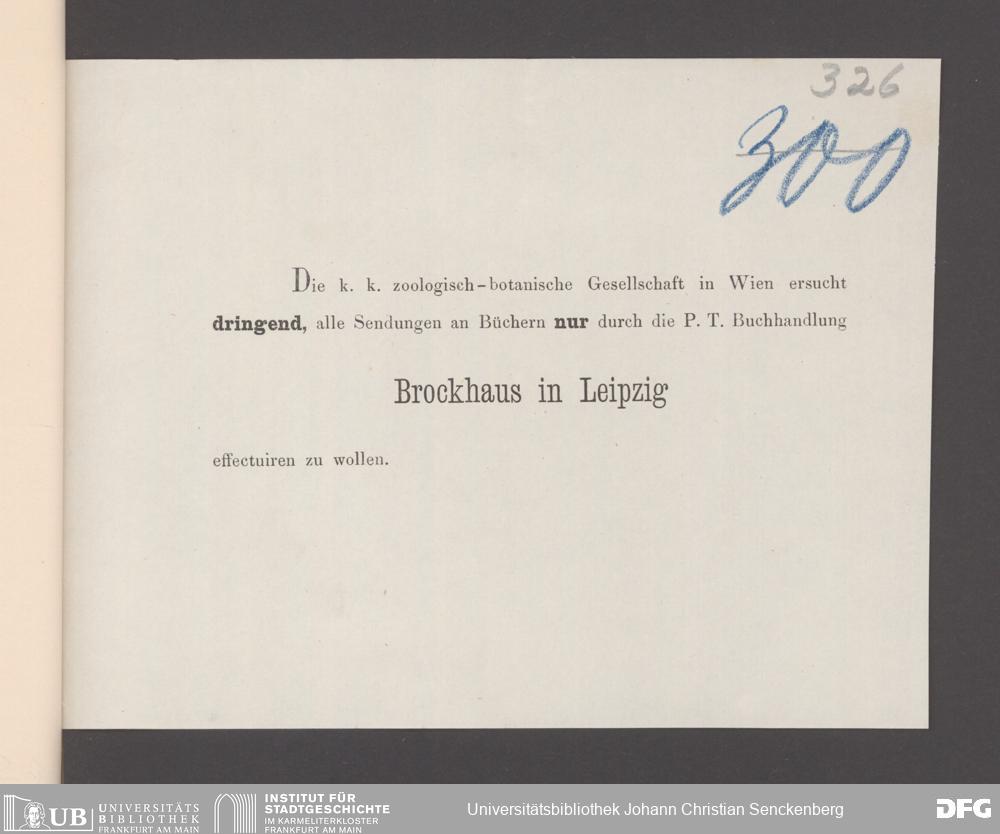 326
300
Die k. k. zoologisch-botanische Gesellschaft in Wien ersucht
dringend, alle Sendungen an Büchern nur durch die P. T. Buchhandlung
Brockhaus in Leipzig
effectuiren zu wollen.
UB UNIVERSITÄTS
BIBLIOTHEK
FRANKFURT AM MAIN
INSTITUT FÜR
STADTGESCHICHTE
IM KARMELITERKLOSTER
FRANKFURT AM MAIN
Universitätsbibliothek Johann Christian Senckenberg
DFG